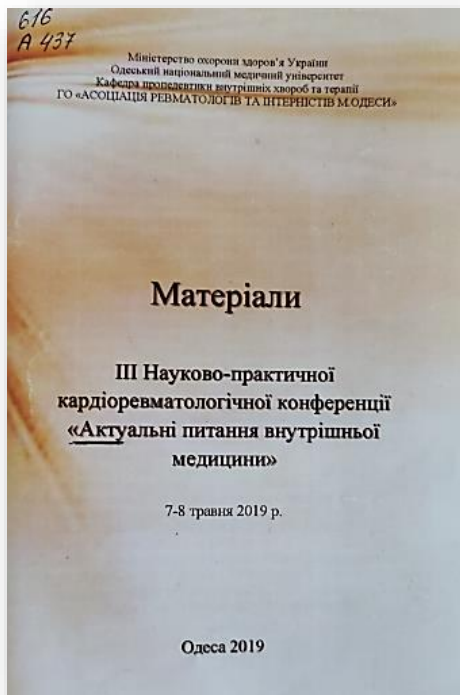 616
А 437
Міністерство охорони здоров'я України
Одеський національний медичний університет
Кафедра пропедевтики внутрішніх хвороб та терапії
ГО «АСОЦІАЦІЯ РЕВМАТОЛОГІВ ТА ІНТЕРНІСТІВ М.ОДЕСИ»
Матеріали
III Науково-практичної
кардіоревматологічної конференції
«Актуальні питання внутрішньої
медицини»
7-8 травня 2019 р.
Одеса 2019